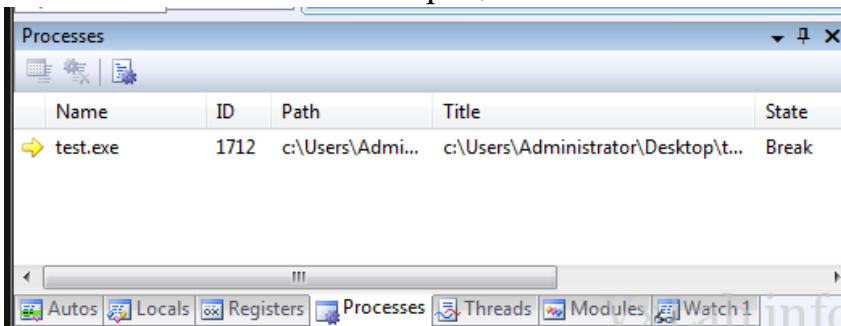 Processes
Name ID Path Title State
test.exe 1712 c:\Users\Admi... c:\Users\Administrator\Desktop\t... Break
Autos Locals Registers Processes Threads Modules Watch 1